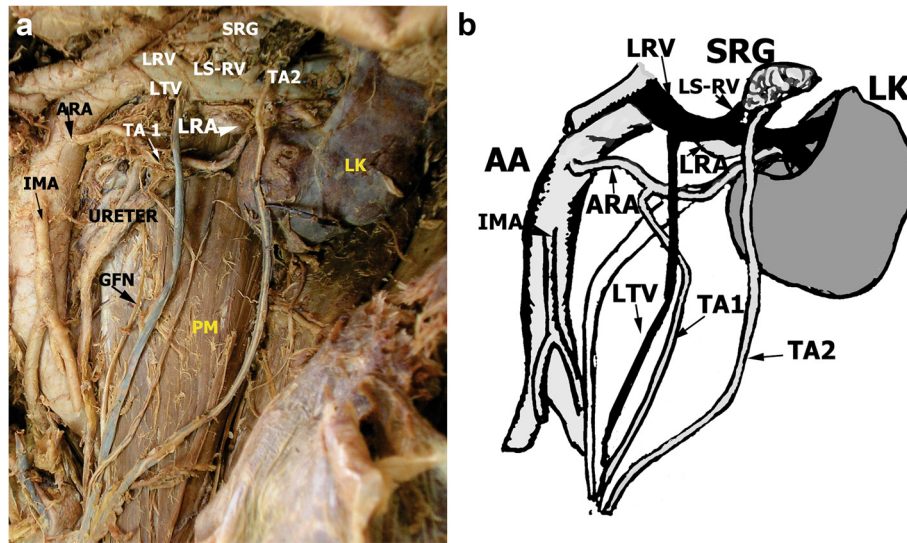 a
SRG
LRV
LS-RV
TA2
LTV
ARA
TA 1
LRA
LK
IMA
URETER
GFN
PM
b
LRV
SRG
LS-RV
LK
AA
LRA
ARA
IMA
LTV
TA1
TA2